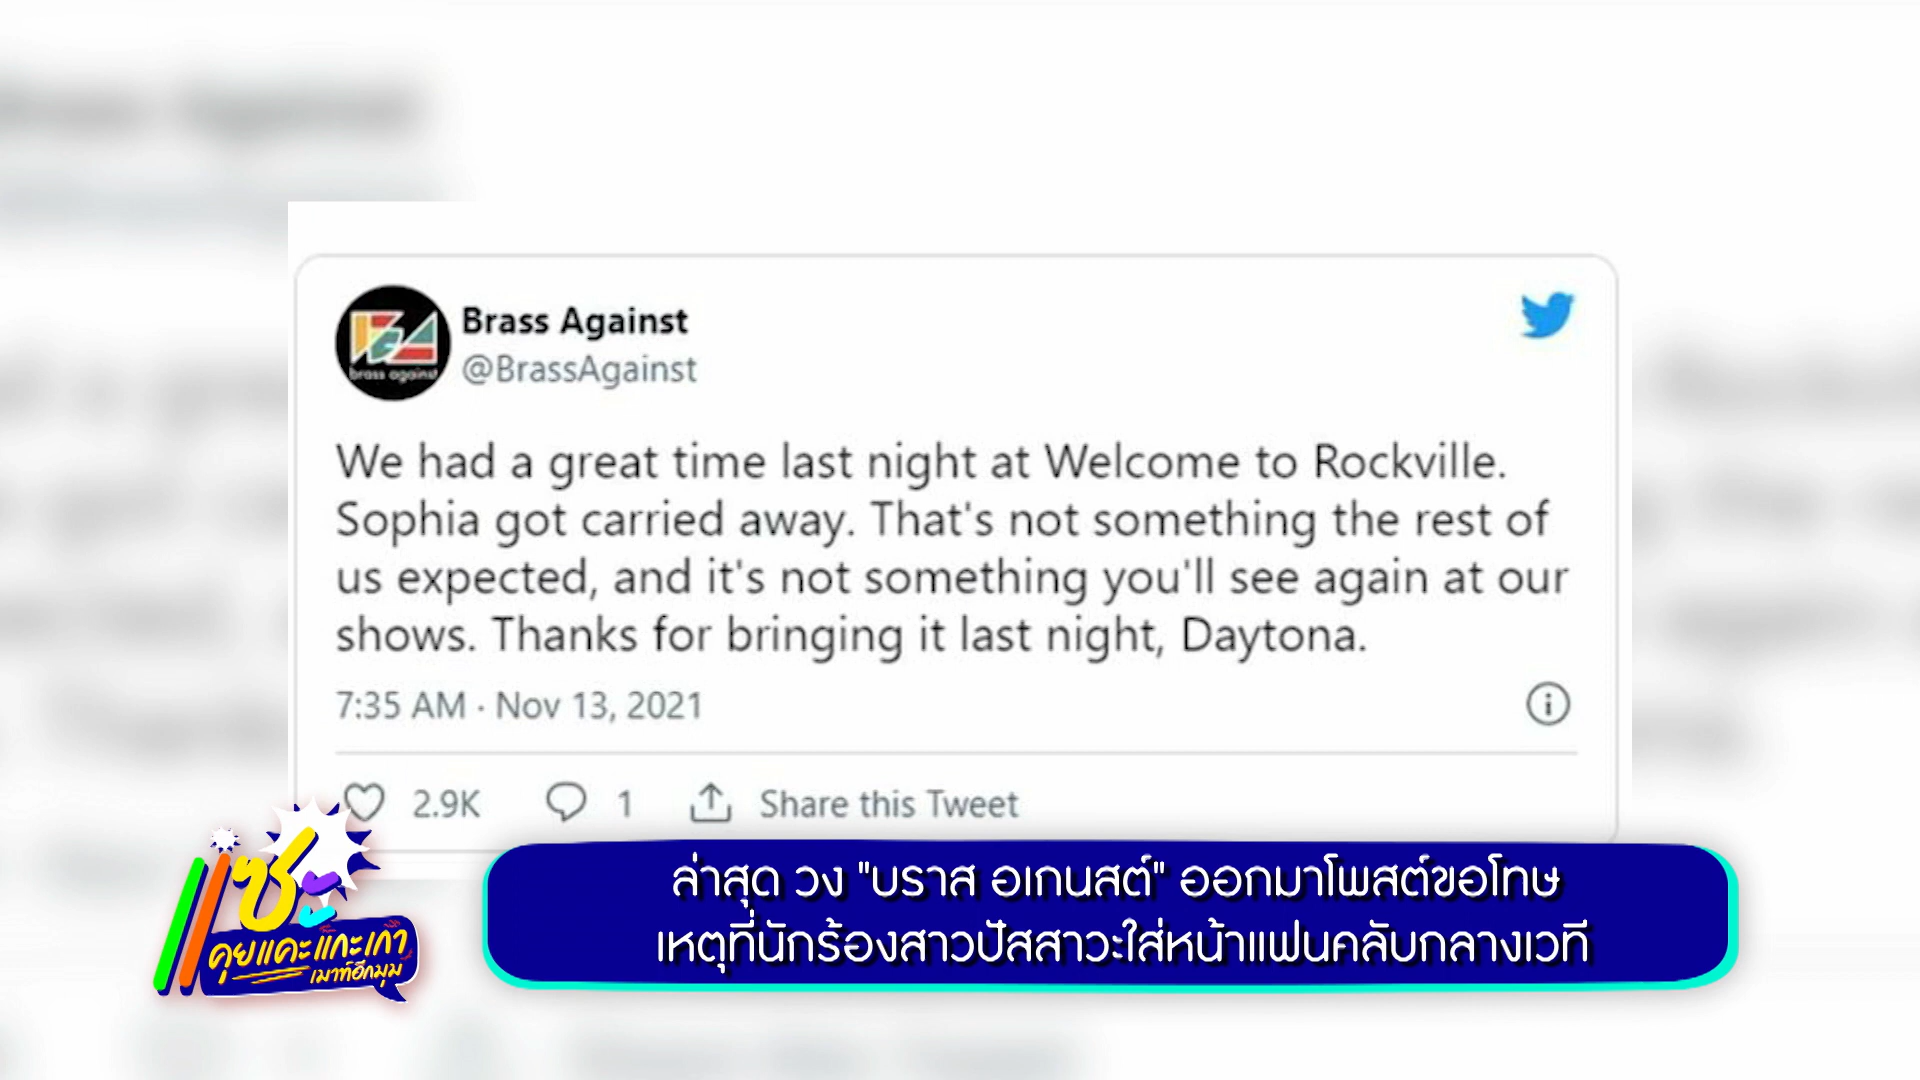 Brass Against
@BrassAgainst
brass against
We had a great time last night at Welcome to Rockville.
Sophia got carried away. That's not something the rest of
us expected, and it's not something you'll see again at our
shows. Thanks for bringing it last night, Daytona.
7:35 AM · Nov 13, 2021
2.9K 1 Share this Tweet
แซ่บ
คุยแคะแกะเกา
เมาท์อีกมุม
ล่าสุด วง "บราส อเกนสต์" ออกมาโพสต์ขอโทษ
เหตุที่นักร้องสาวปัสสาวะใส่หน้าแฟนคลับกลางเวที